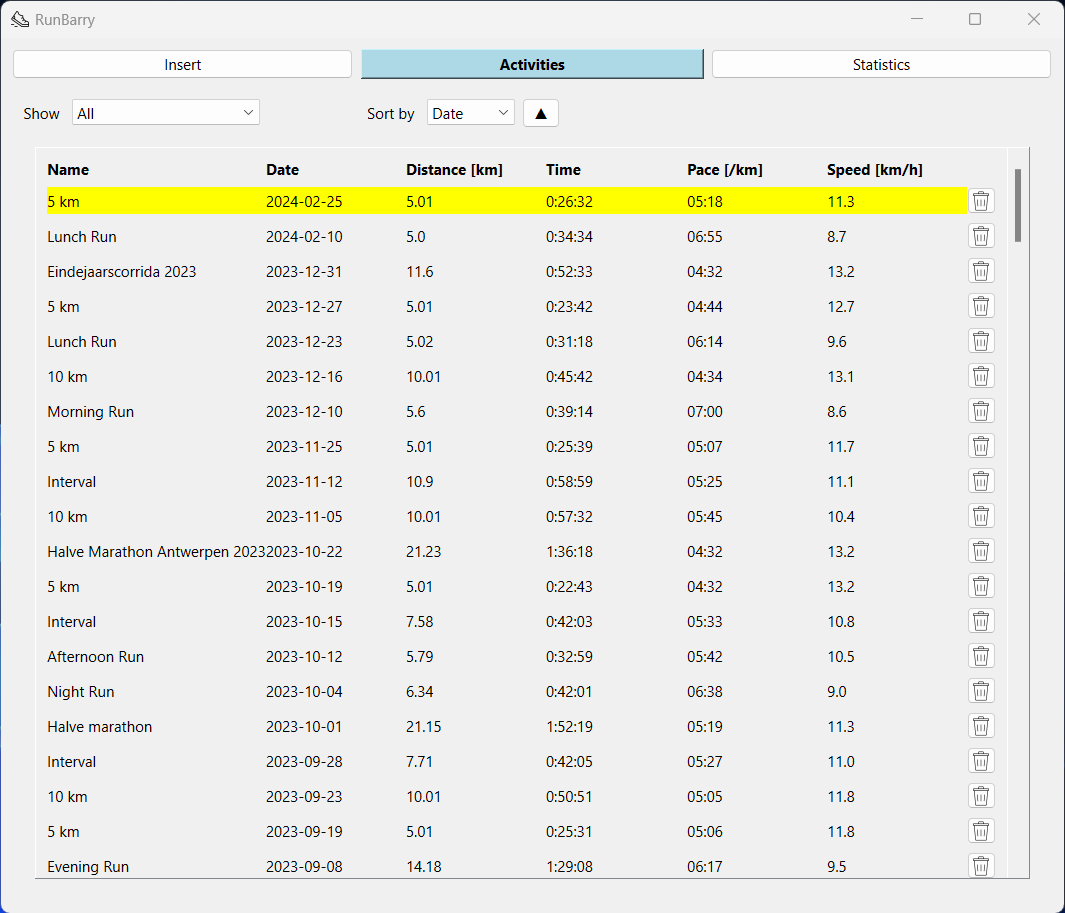 RunBarry
Insert Activities Statistics
Show All Sort by Date ▲
Name Date Distance [km] Time Pace [/km] Speed [km/h]
5 km 2024-02-25 5.01 0:26:32 05:18 11.3
Lunch Run 2024-02-10 5.0 0:34:34 06:55 8.7
Eindejaarscorrida 2023 2023-12-31 11.6 0:52:33 04:32 13.2
5 km 2023-12-27 5.01 0:23:42 04:44 12.7
Lunch Run 2023-12-23 5.02 0:31:18 06:14 9.6
10 km 2023-12-16 10.01 0:45:42 04:34 13.1
Morning Run 2023-12-10 5.6 0:39:14 07:00 8.6
5 km 2023-11-25 5.01 0:25:39 05:07 11.7
Interval 2023-11-12 10.9 0:58:59 05:25 11.1
10 km 2023-11-05 10.01 0:57:32 05:45 10.4
Halve Marathon Antwerpen 2023 2023-10-22 21.23 1:36:18 04:32 13.2
5 km 2023-10-19 5.01 0:22:43 04:32 13.2
Interval 2023-10-15 7.58 0:42:03 05:33 10.8
Afternoon Run 2023-10-12 5.79 0:32:59 05:42 10.5
Night Run 2023-10-04 6.34 0:42:01 06:38 9.0
Halve marathon 2023-10-01 21.15 1:52:19 05:19 11.3
Interval 2023-09-28 7.71 0:42:05 05:27 11.0
10 km 2023-09-23 10.01 0:50:51 05:05 11.8
5 km 2023-09-19 5.01 0:25:31 05:06 11.8
Evening Run 2023-09-08 14.18 1:29:08 06:17 9.5